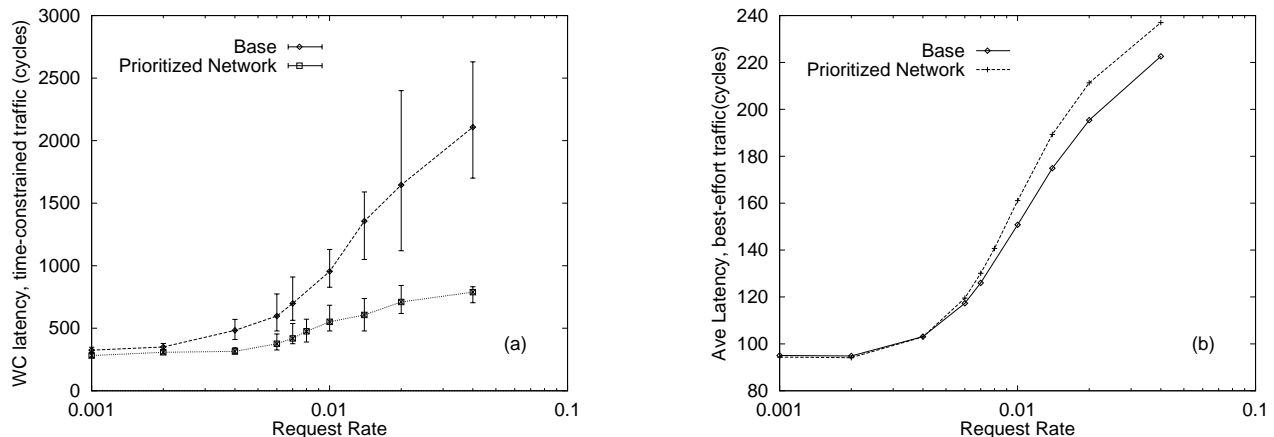 WC latency, time-constrained traffic (cycles)
3000
2500
2000
1500
1000
500
0
Base
Prioritized Network
(a)
0.001
0.01
0.1
Request Rate
Ave Latency, best-effort traffic(cycles)
240
220
200
180
160
140
120
100
80
Base
Prioritized Network
(b)
0.001
0.01
0.1
Request Rate